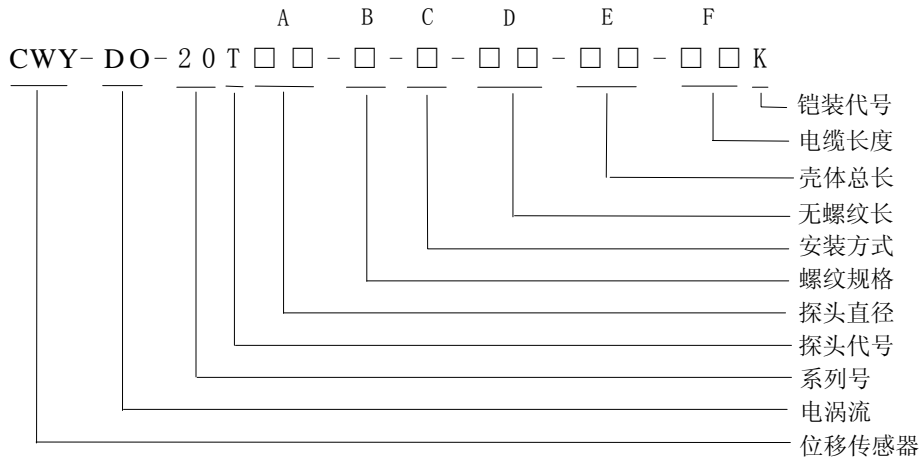 A B C D E F
CWY-DO-20T□□-□-□-□□-□□-□□K
铠装代号
电缆长度
壳体总长
无螺纹长
安装方式
螺纹规格
探头直径
探头代号
系列号
电涡流
位移传感器